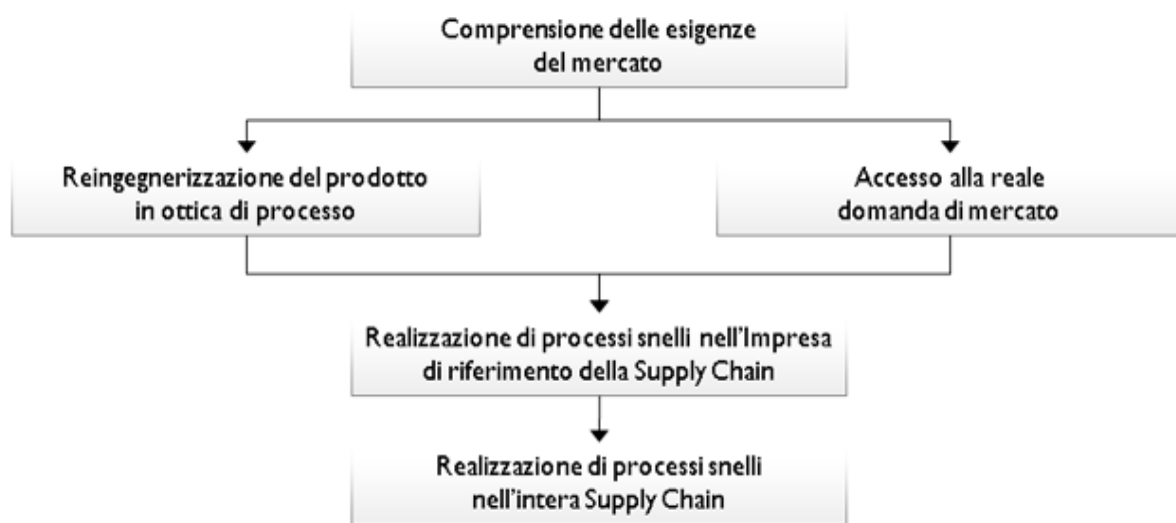 Comprensione delle esigenze
del mercato
Reingegnerizzazione del prodotto
in ottica di processo
Accesso alla reale
domanda di mercato
Realizzazione di processi snelli nell'Impresa
di riferimento della Supply Chain
Realizzazione di processi snelli
nell'intera Supply Chain